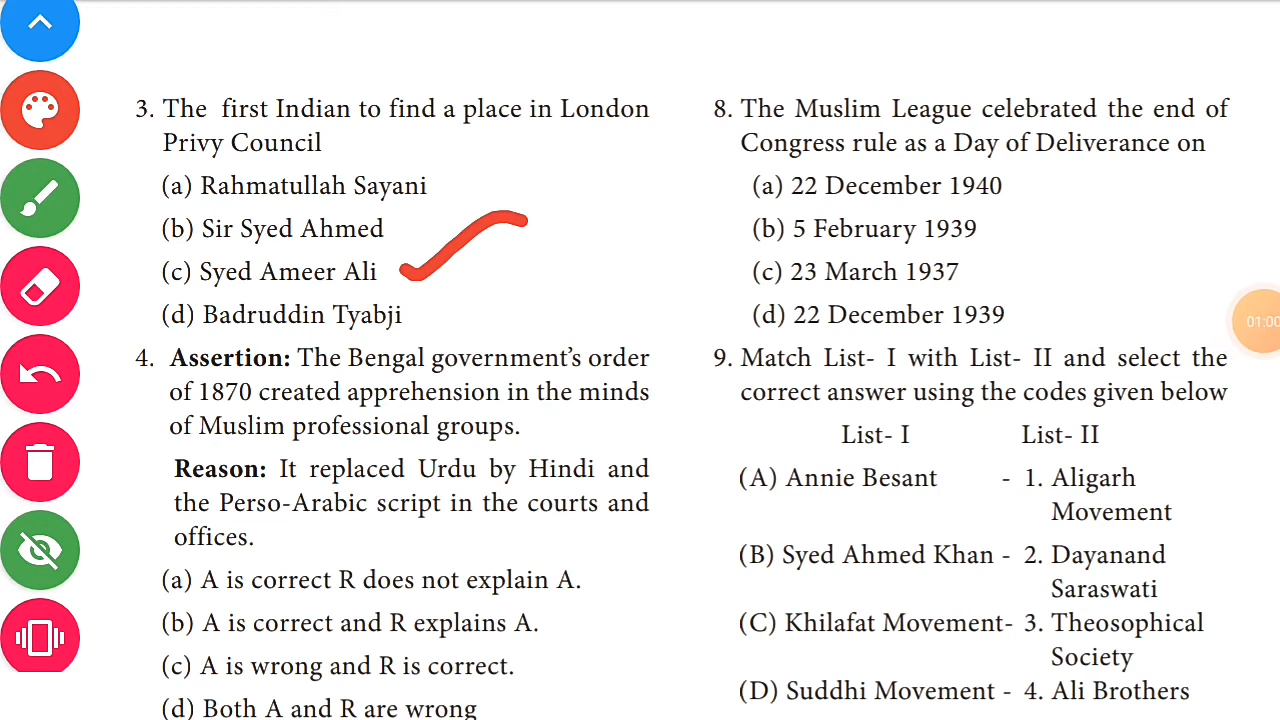 3. The first Indian to find a place in London
Privy Council
(a) Rahmatullah Sayani
(b) Sir Syed Ahmed
(c) Syed Ameer Ali
(d) Badruddin Tyabji
4. Assertion: The Bengal government's order
of 1870 created apprehension in the minds
of Muslim professional groups.
Reason: It replaced Urdu by Hindi and
the Perso-Arabic script in the courts and
offices.
(a) A is correct R does not explain A.
(b) A is correct and R explains A.
(c) A is wrong and R is correct.
(d) Both A and R are wrong
8. The Muslim League celebrated the end of
Congress rule as a Day of Deliverance on
(a) 22 December 1940
(b) 5 February 1939
(c) 23 March 1937
(d) 22 December 1939
9. Match List- I with List- II and select the
correct answer using the codes given below
List- I List- II
(A) Annie Besant - 1. Aligarh
Movement
(B) Syed Ahmed Khan - 2. Dayanand
Saraswati
(C) Khilafat Movement- 3. Theosophical
Society
(D) Suddhi Movement - 4. Ali Brothers
01:00